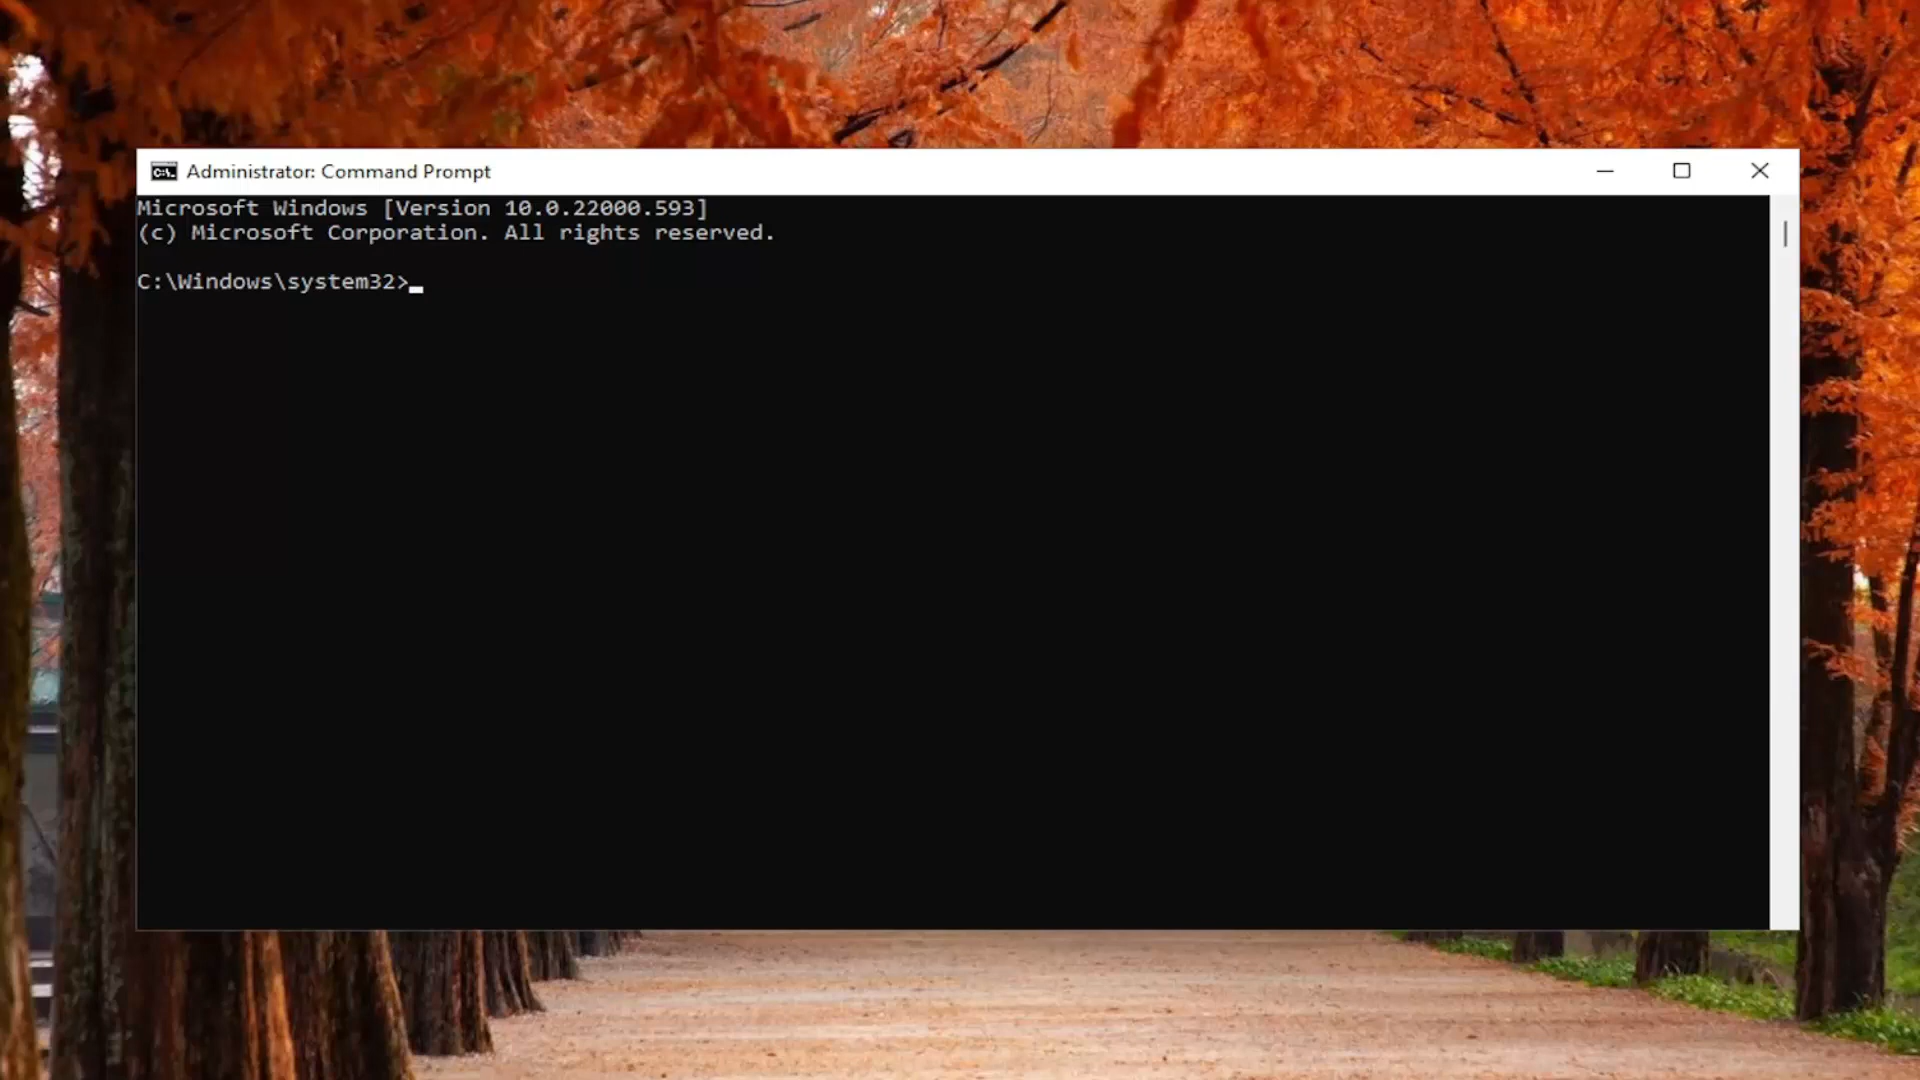 Administrator: Command Prompt
Microsoft Windows [Version 10.0.22000.593]
(c) Microsoft Corporation. All rights reserved.
C:\Windows\system32>